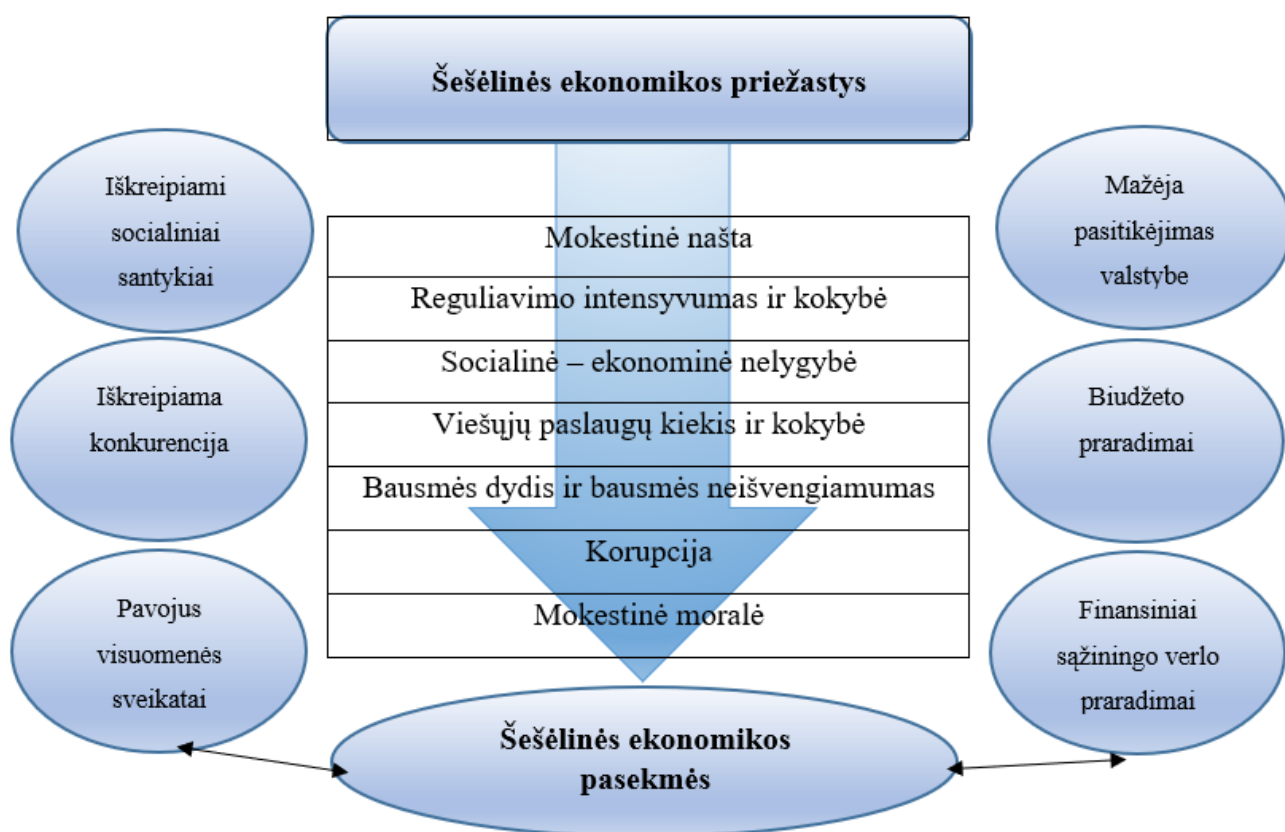 Šešėlinės ekonomikos priežastys
Iškreipiami
socialiniai
santykiai
Iškreipiama
konkurencija
Pavojus
visuomenės
sveikatai
Mokestinė našta
Reguliavimo intensyvumas ir kokybė
Socialinė – ekonominė nelygybė
Viešųjų paslaugų kiekis ir kokybė
Bausmės dydis ir bausmės neišvengiamumas
Korupcija
Mokestinė moralė
Mažėja
pasitikėjimas
valstybe
Biudžeto
praradimai
Finansiniai
sąžiningo verlo
praradimai
Šešėlinės ekonomikos
pasekmės